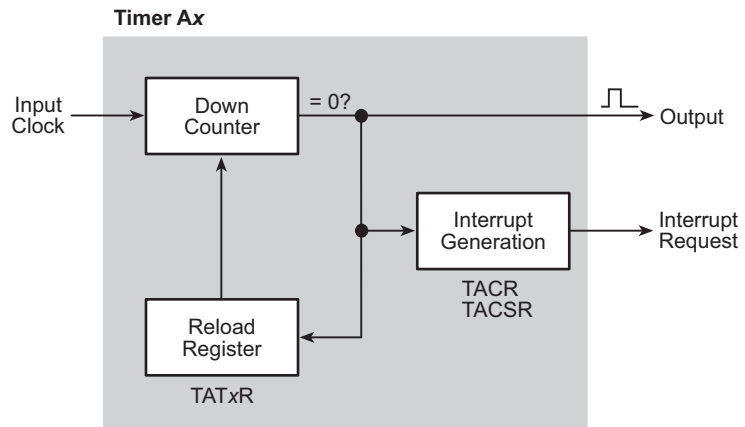 Timer Ax
Input
Clock
Down
Counter
= 0?
Output
Interrupt
Generation
Interrupt
Request
TACR
TACSR
Reload
Register
TATxR